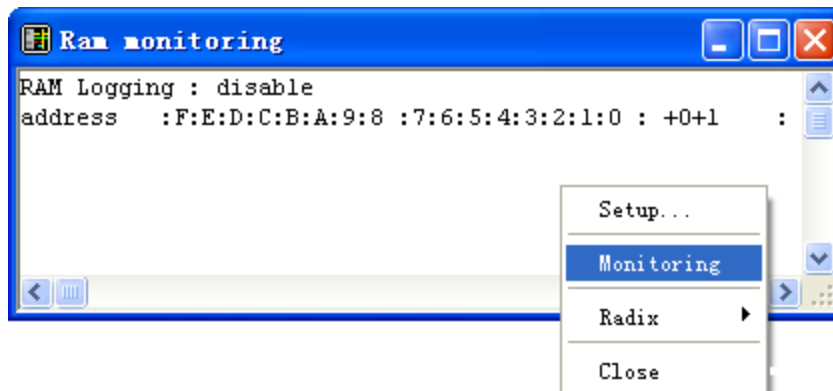 Ram monitoring
RAM Logging : disable
address   :F:E:D:C:B:A:9:8 :7:6:5:4:3:2:1:0 : +0+1    :
Setup...
Monitoring
Radix
Close